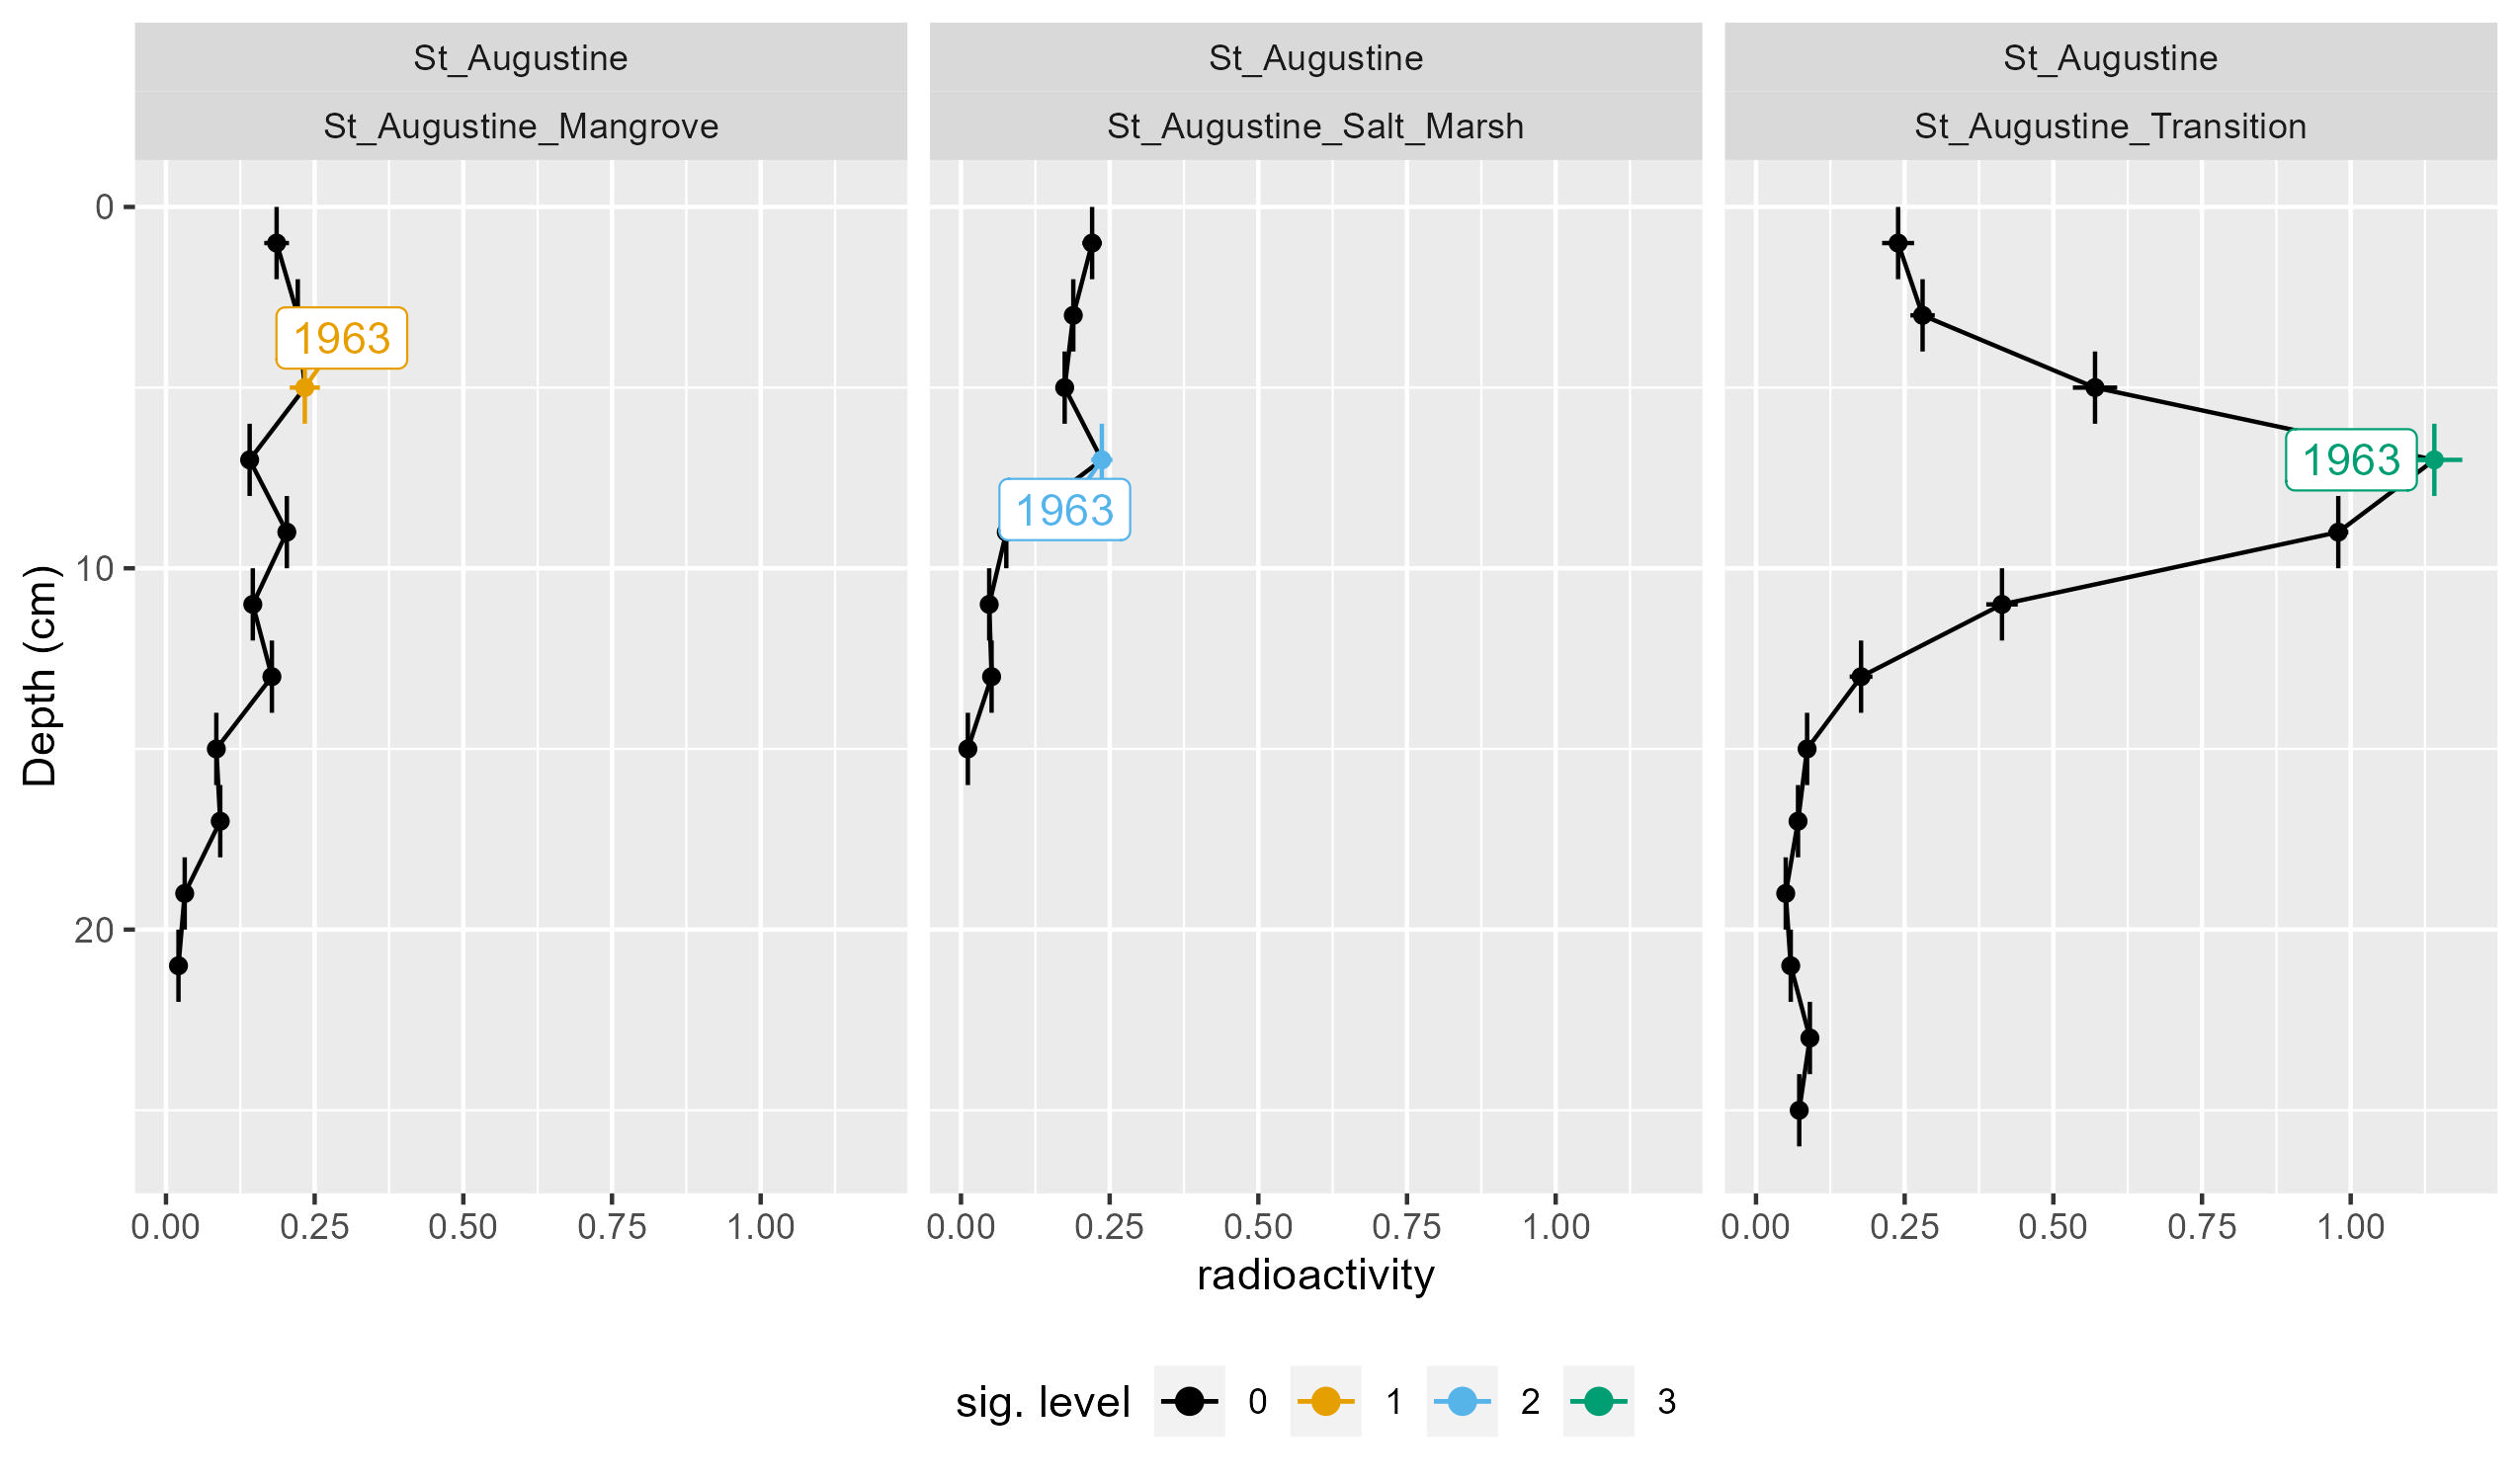 St_Augustine St_Augustine St_Augustine
St_Augustine_Mangrove St_Augustine_Salt_Marsh St_Augustine_Transition
0
1963
1963
1963
10
20
Depth (cm)
0.00 0.25 0.50 0.75 1.00 0.00 0.25 0.50 0.75 1.00 0.00 0.25 0.50 0.75 1.00
radioactivity
sig. level 0 1 2 3